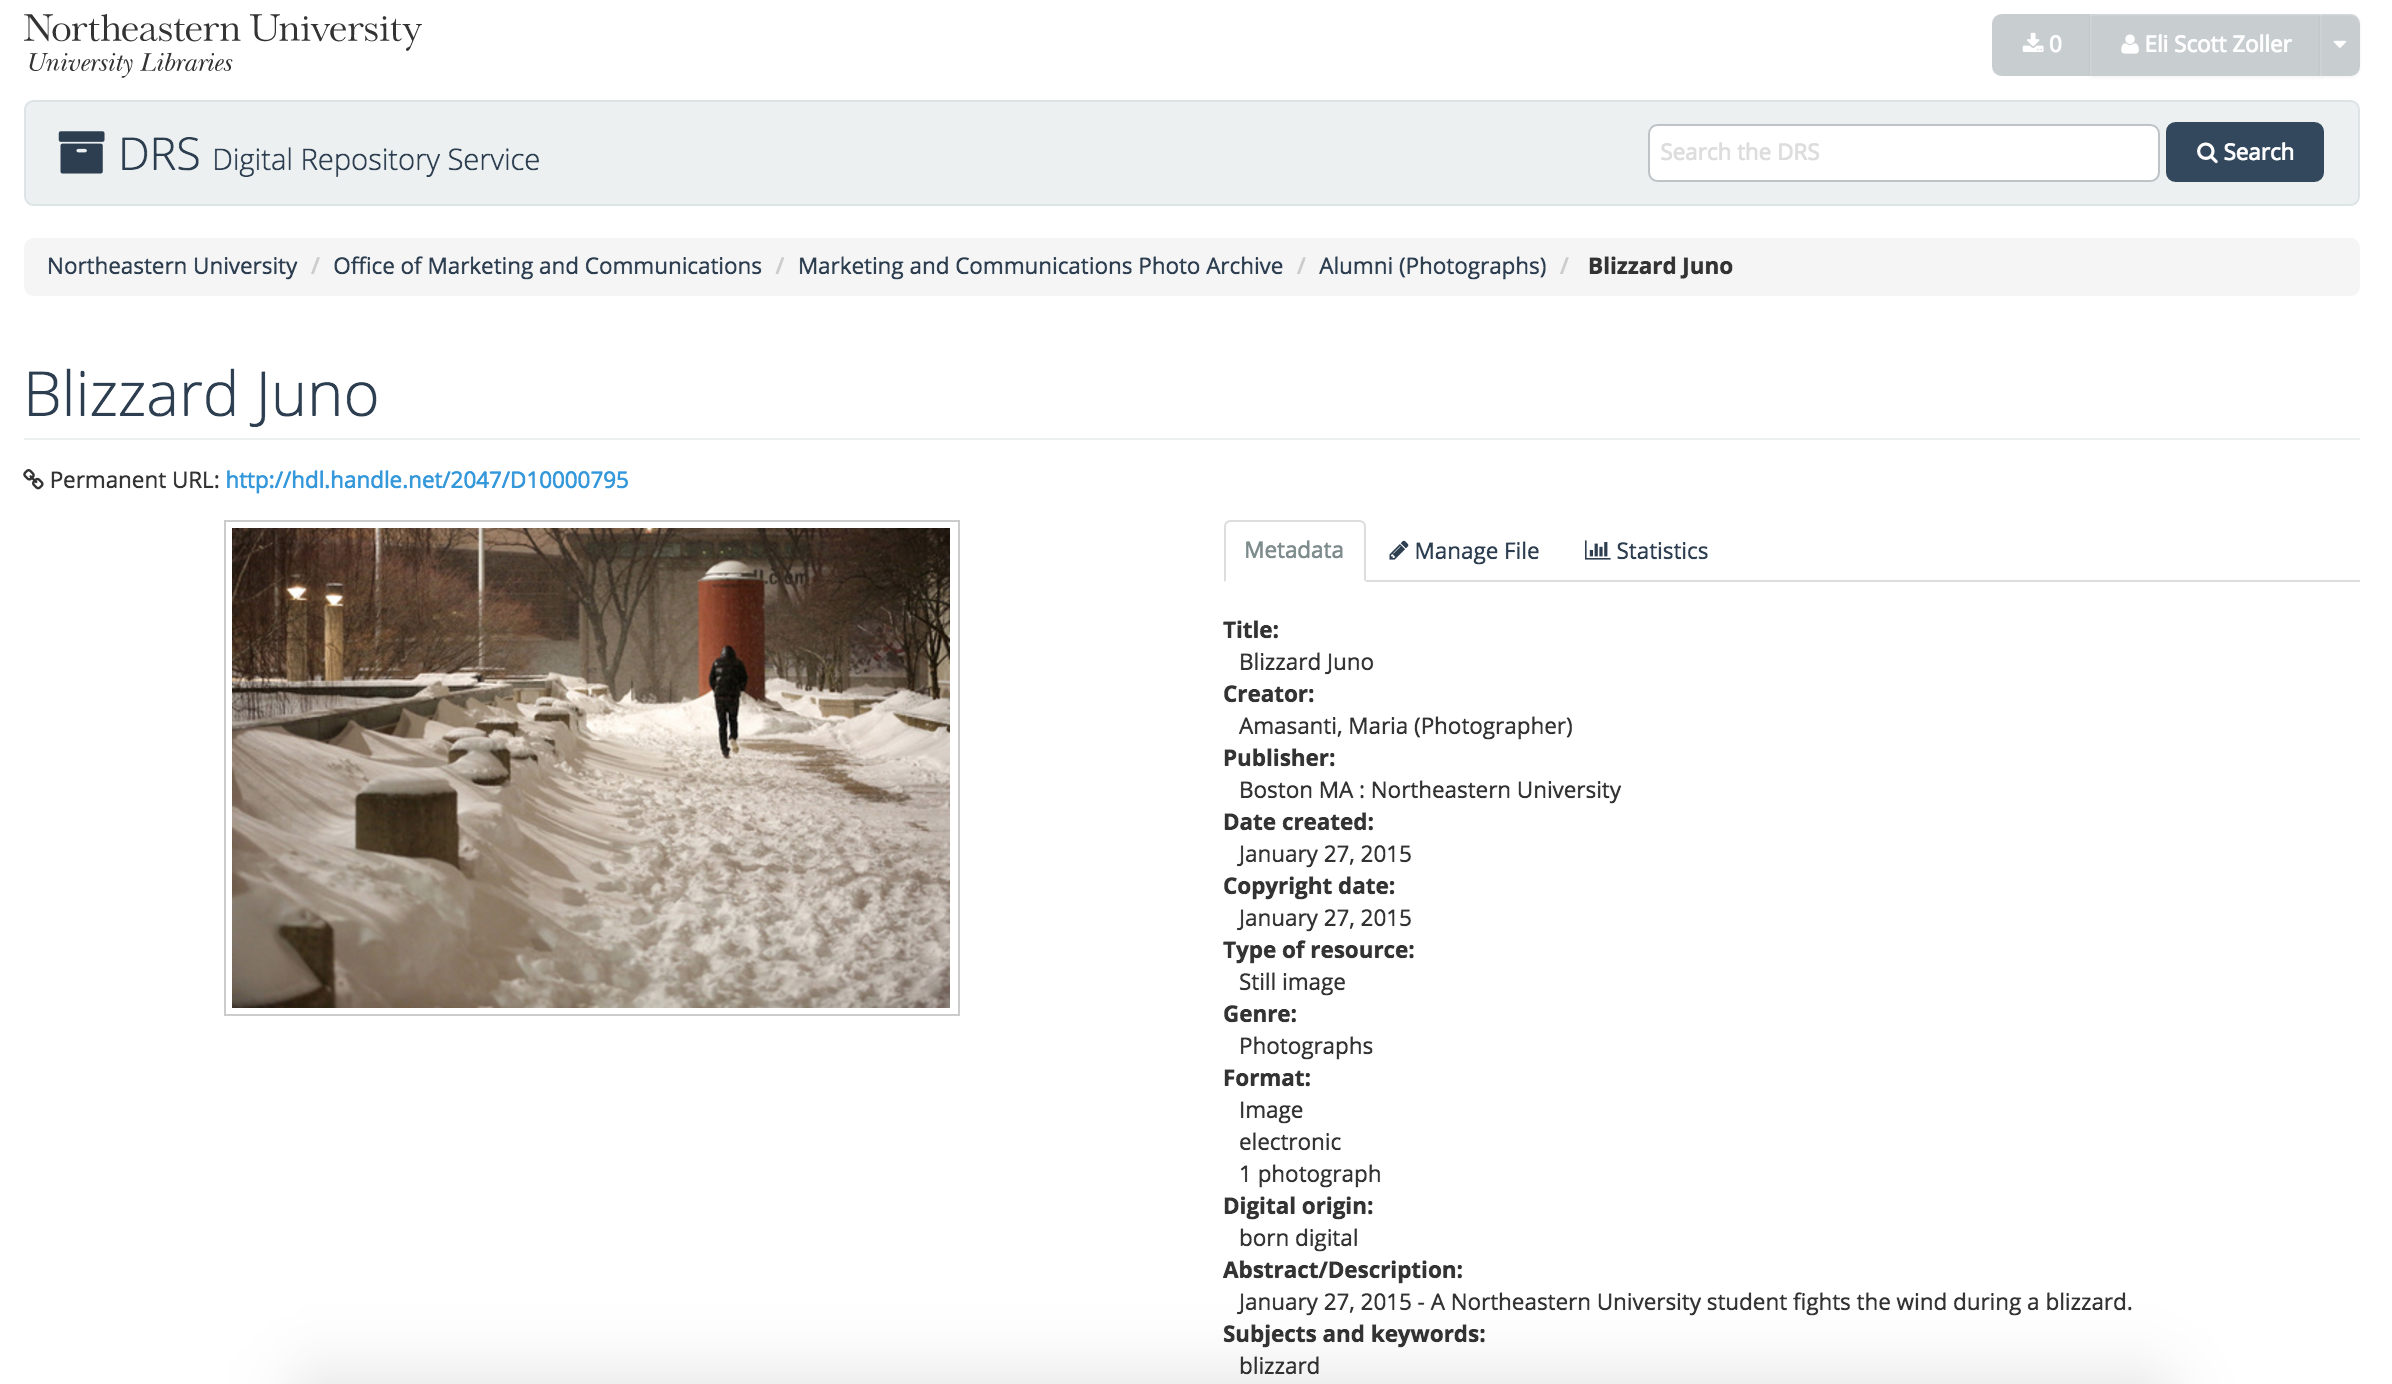 Northeastern University
University Libraries
0
Eli Scott Zoller
DRS Digital Repository Service
Search the DRS
Search
Northeastern University / Office of Marketing and Communications / Marketing and Communications Photo Archive / Alumni (Photographs) / Blizzard Juno
Blizzard Juno
Permanent URL: http://hdl.handle.net/2047/D10000795
Metadata
Manage File
Statistics
Title:
Blizzard Juno
Creator:
Amasanti, Maria (Photographer)
Publisher:
Boston MA : Northeastern University
Date created:
January 27, 2015
Copyright date:
January 27, 2015
Type of resource:
Still image
Genre:
Photographs
Format:
Image
electronic
1 photograph
Digital origin:
born digital
Abstract/Description:
January 27, 2015 - A Northeastern University student fights the wind during a blizzard.
Subjects and keywords:
blizzard